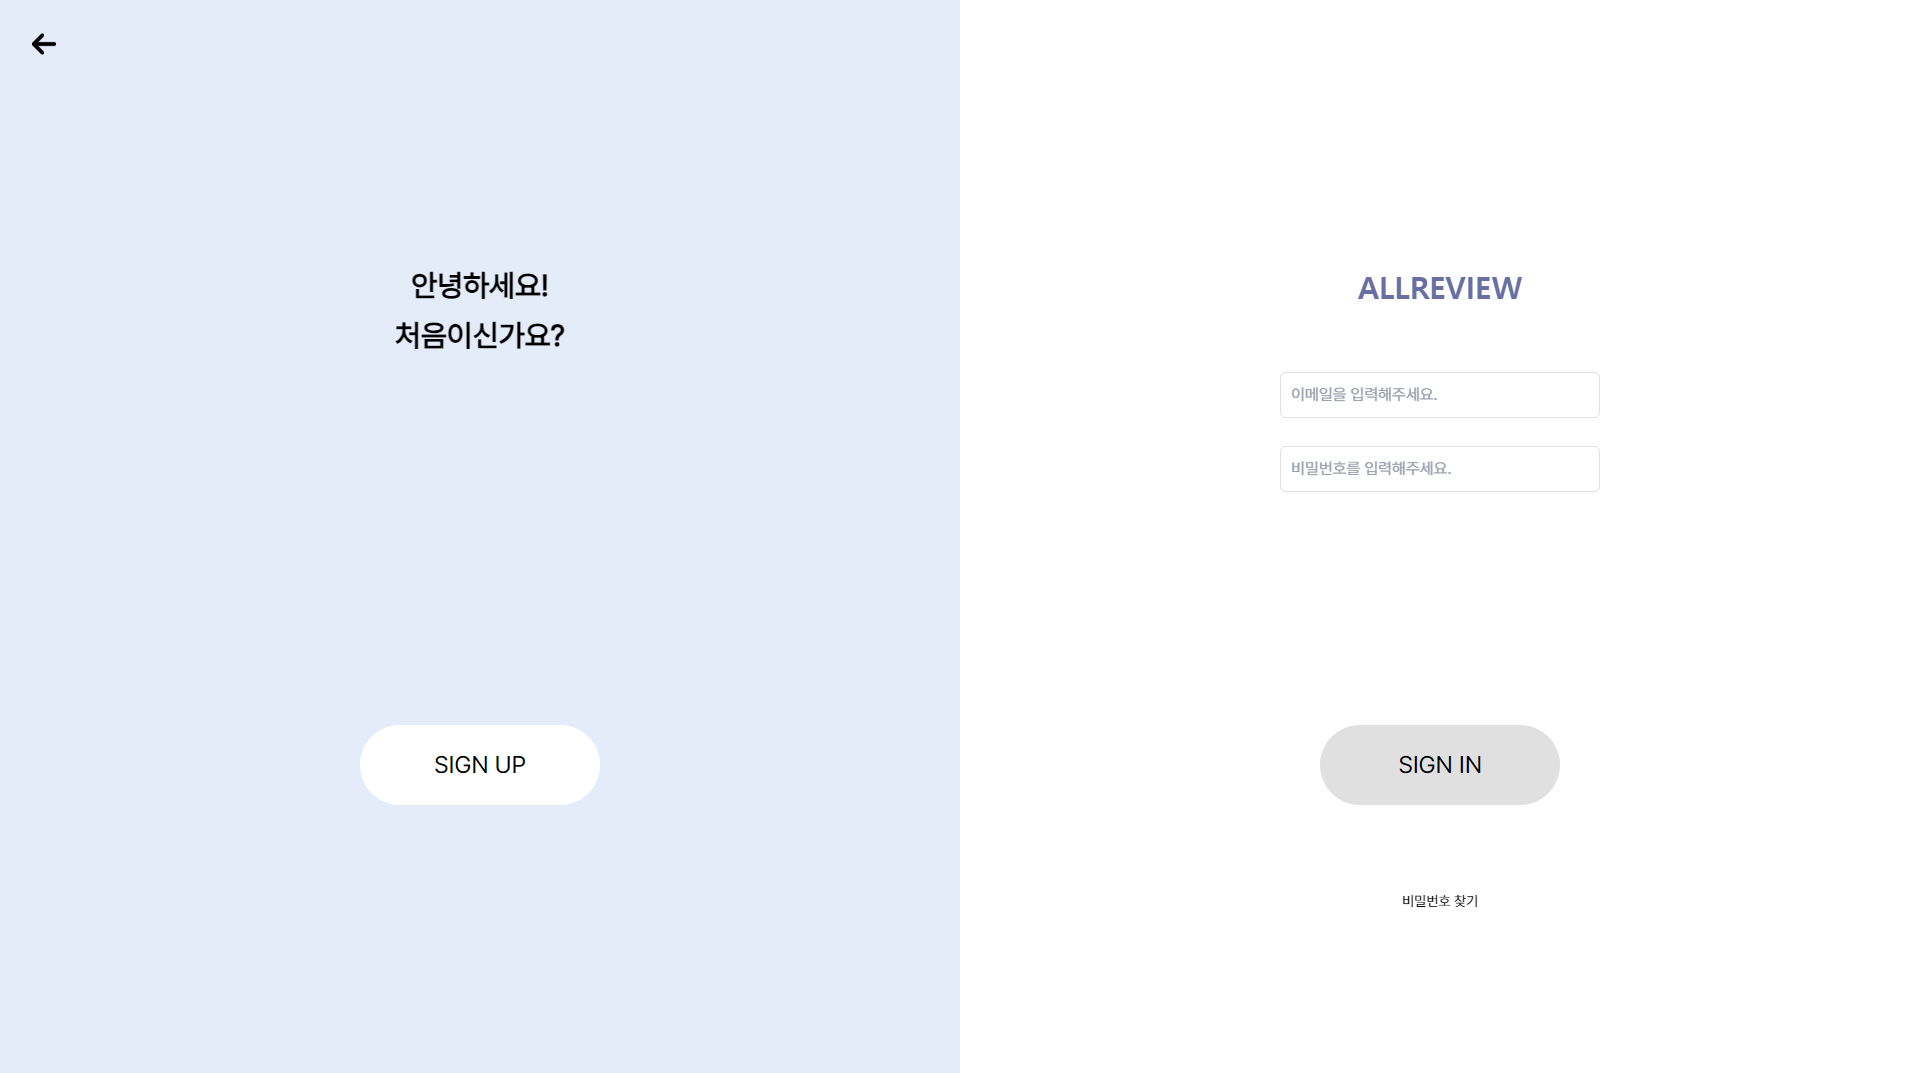 안녕하세요!
처음이신가요?
SIGN UP
ALLREVIEW
이메일을 입력해주세요.
비밀번호를 입력해주세요.
SIGN IN
비밀번호 찾기